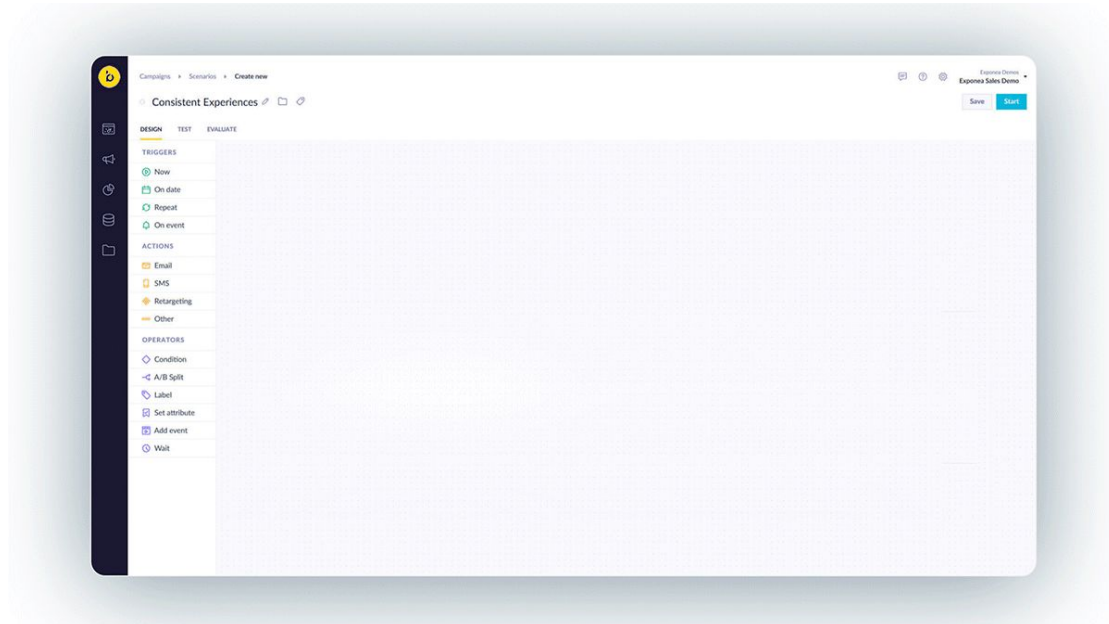 Campaigns › Scenarios › Create new
Exponea Demos
Exponea Sales Demo
Consistent Experiences
Save Start
DESIGN TEST EVALUATE
TRIGGERS
Now
On date
Repeat
On event
ACTIONS
Email
SMS
Retargeting
Other
OPERATORS
Condition
A/B Split
Label
Set attribute
Add event
Wait